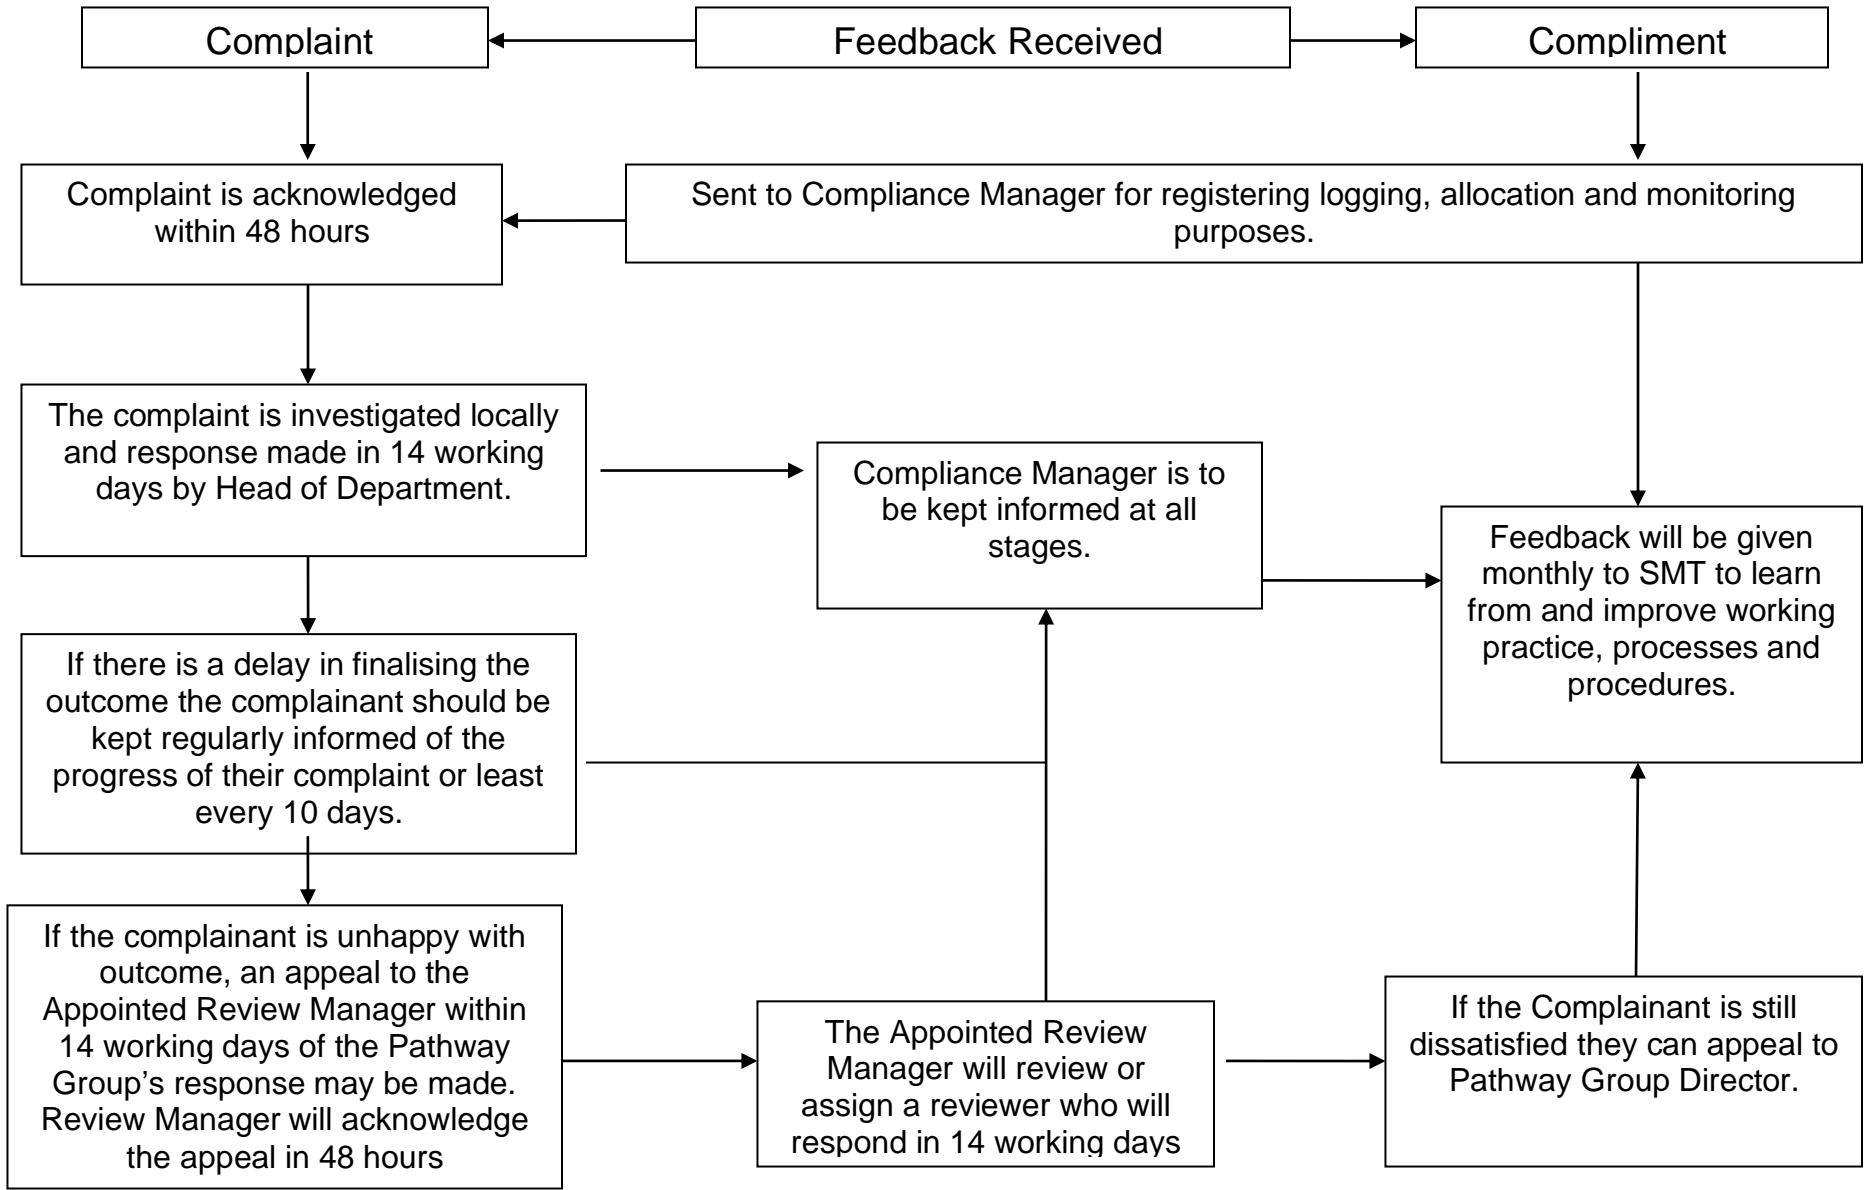 Complaint
Feedback Received
Compliment
Complaint is acknowledged
within 48 hours
Sent to Compliance Manager for registering logging, allocation and monitoring
purposes.
The complaint is investigated locally
and response made in 14 working
days by Head of Department.
Compliance Manager is to
be kept informed at all
stages.
Feedback will be given
monthly to SMT to learn
from and improve working
practice, processes and
procedures.
If there is a delay in finalising the
outcome the complainant should be
kept regularly informed of the
progress of their complaint or least
every 10 days.
If the complainant is unhappy with
outcome, an appeal to the
Appointed Review Manager within
14 working days of the Pathway
Group’s response may be made.
Review Manager will acknowledge
the appeal in 48 hours
The Appointed Review
Manager will review or
assign a reviewer who will
respond in 14 working days
If the Complainant is still
dissatisfied they can appeal to
Pathway Group Director.